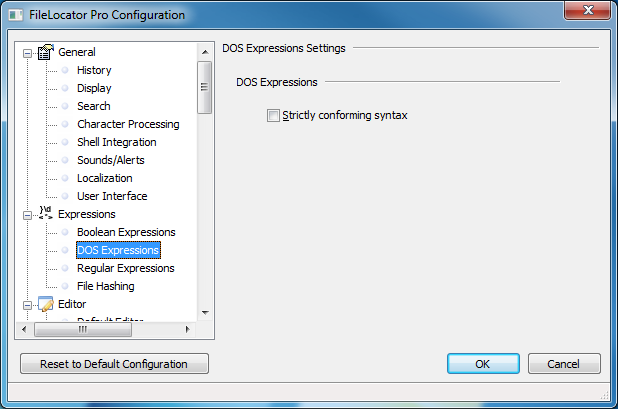 FileLocator Pro Configuration
General
History
Display
Search
Character Processing
Shell Integration
Sounds/Alerts
Localization
User Interface
Expressions
Boolean Expressions
DOS Expressions
Regular Expressions
File Hashing
Editor
Default Editor
DOS Expressions Settings
DOS Expressions
Strictly conforming syntax
Reset to Default Configuration
OK
Cancel